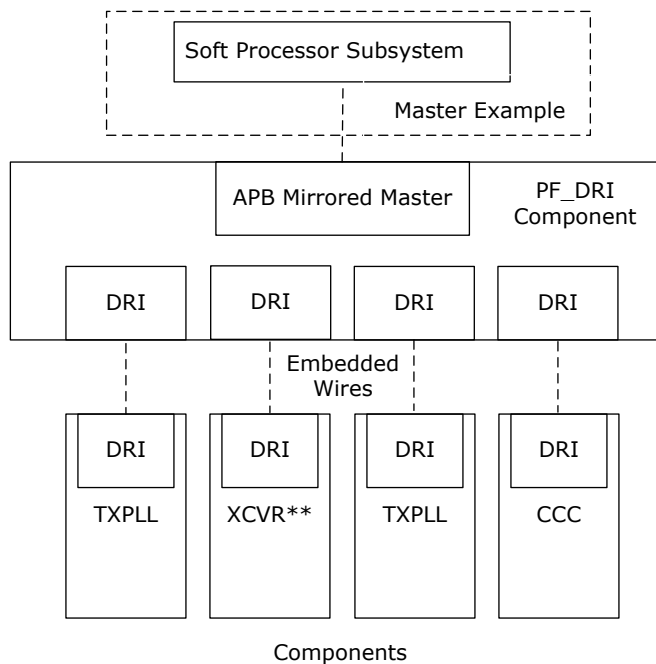 Soft Processor Subsystem
Master Example
APB Mirrored Master
PF_DRI
Component
DRI
DRI
DRI
DRI
Embedded
Wires
DRI
DRI
DRI
DRI
TXPLL
XCVR**
TXPLL
CCC
Components